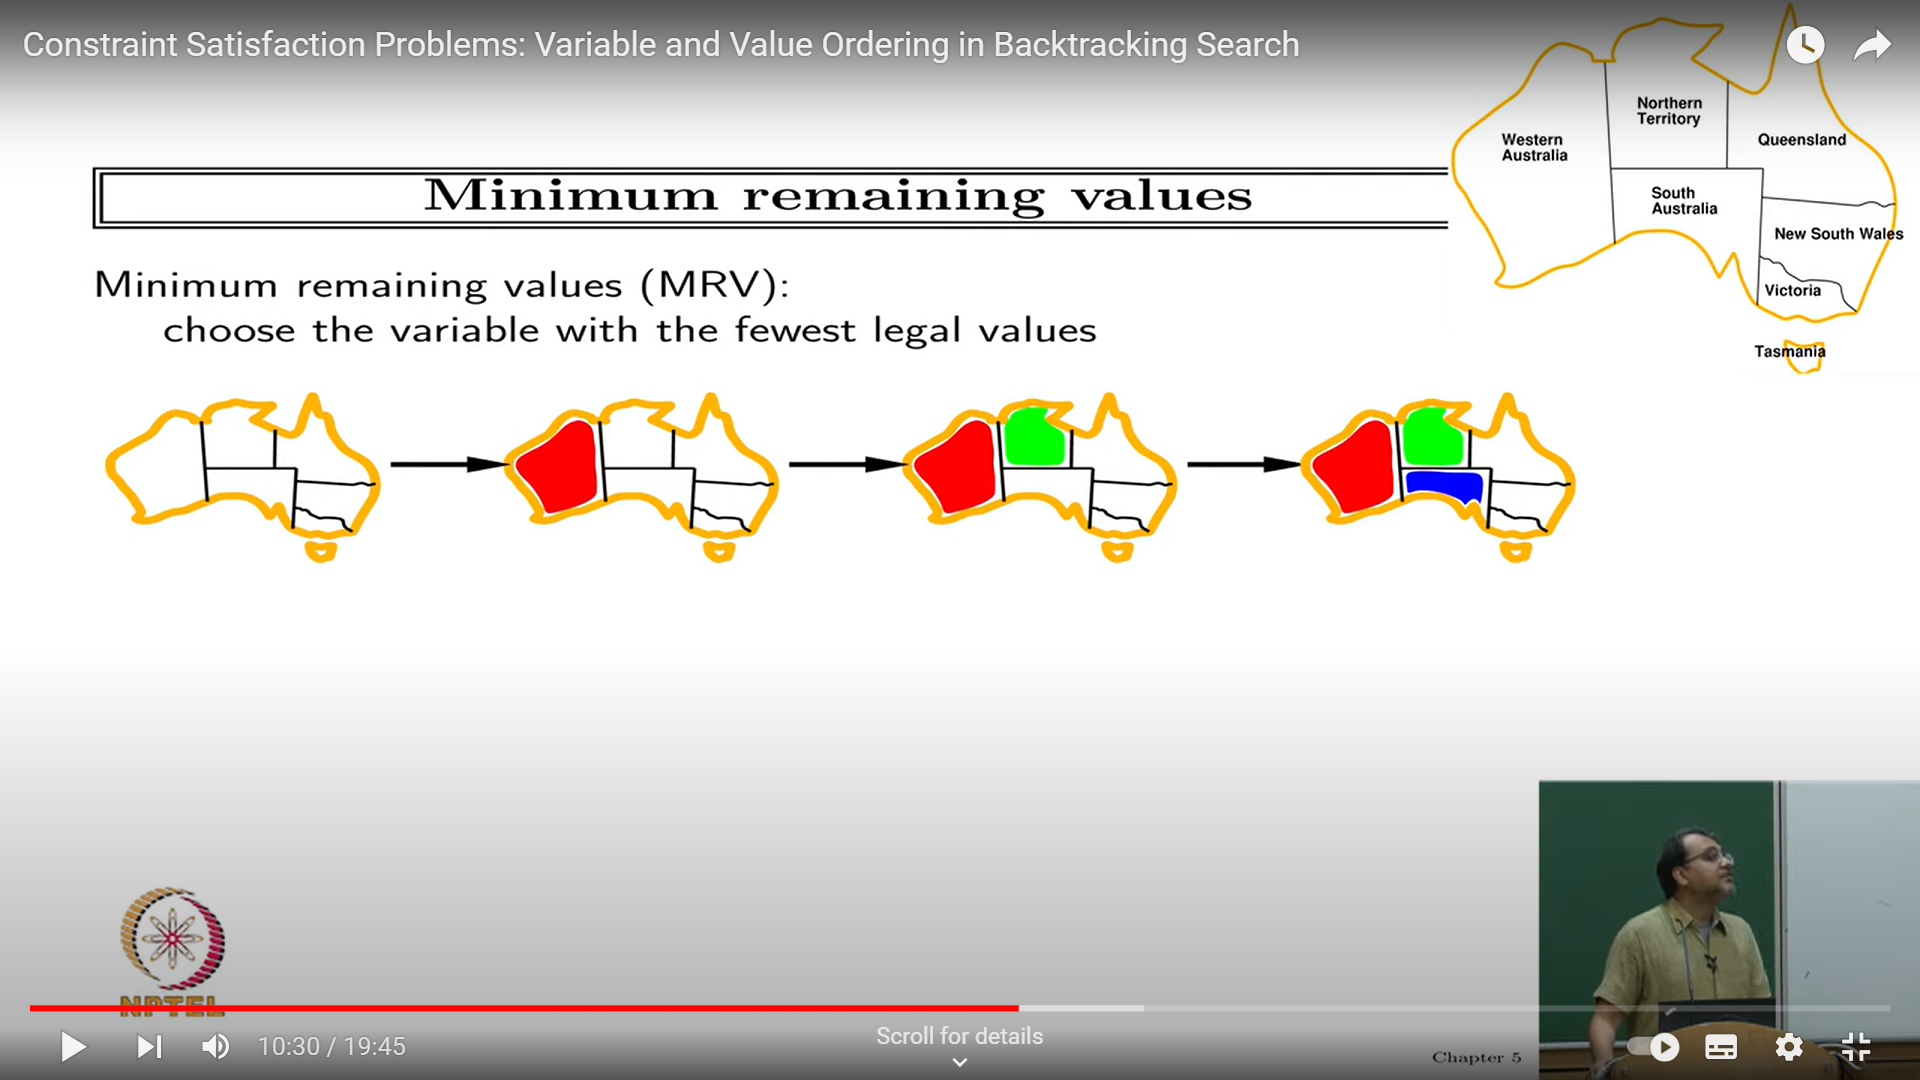 Constraint Satisfaction Problems: Variable and Value Ordering in Backtracking Search
Northern
Territory
Western
Australia
Queensland
South
Australia
New South Wales
Victoria
Tasmania
Minimum remaining values
Minimum remaining values (MRV):
choose the variable with the fewest legal values
NPTEL
10:30 / 19:45
Scroll for details
Chapter 5